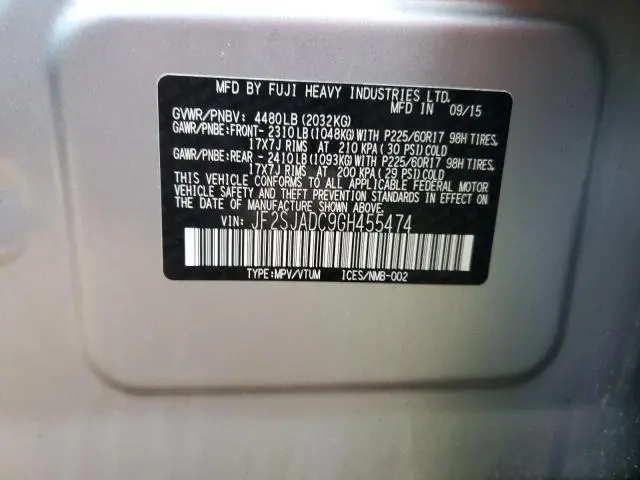 MFD BY FUJI HEAVY INDUSTRIES LTD.
MFD IN 09/15
GVWR/PNBV: 4480LB (2032KG)
GAWR/PNBE:FRONT- 2310LB (1048KG) WITH P225/60R17 98H TIRES,
17X7J RIMS AT 210 KPA (30 PSI) COLD
GAWR/PNBE:REAR - 2410LB (1093KG) WITH P225/60R17 98H TIRES,
17X7J RIMS AT 200 KPA (29 PSI) COLD
THIS VEHICLE CONFORMS TO ALL APPLICABLE FEDERAL MOTOR
VEHICLE SAFETY AND THEFT PREVENTION STANDARDS IN EFFECT ON
THE DATE OF MANUFACTURE SHOWN ABOVE.
VIN: JF2SJADC9GH455474
TYPE:MPV/VTUM ICES/NMB-002